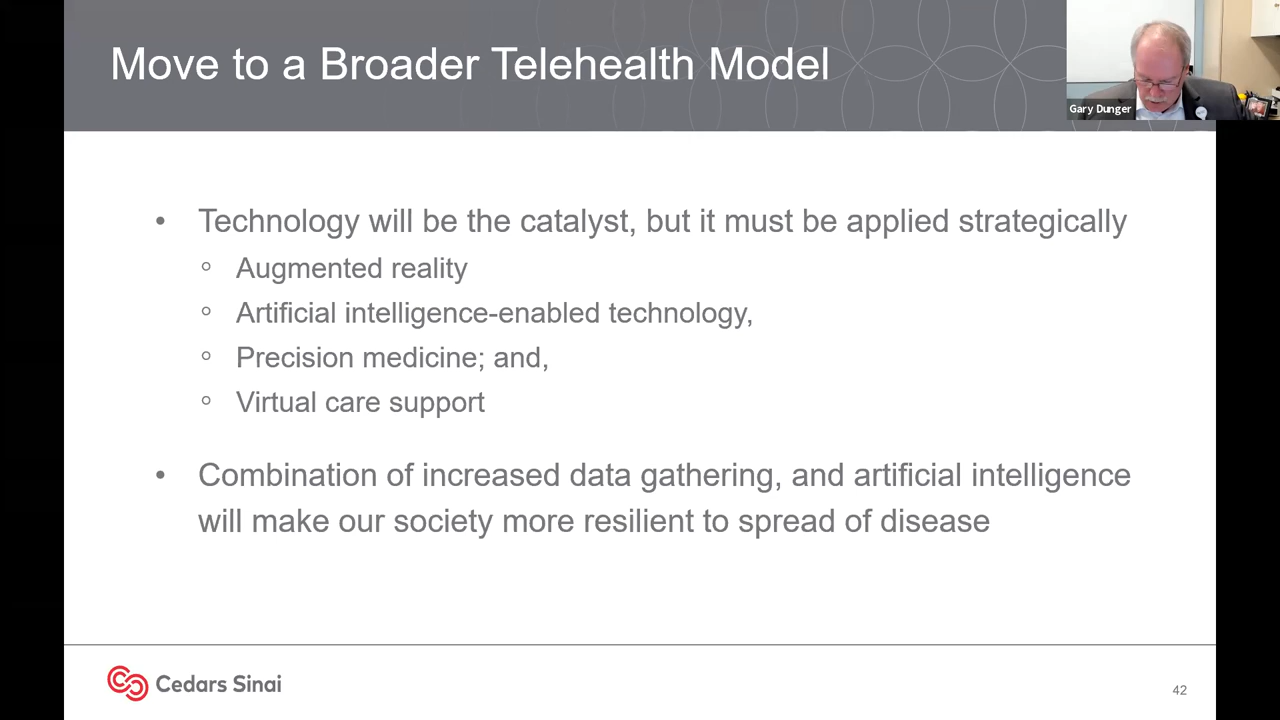 Move to a Broader Telehealth Model
Gary Dunger
• Technology will be the catalyst, but it must be applied strategically
◦ Augmented reality
◦ Artificial intelligence-enabled technology,
◦ Precision medicine; and,
◦ Virtual care support
• Combination of increased data gathering, and artificial intelligence
will make our society more resilient to spread of disease
Cedars Sinai
42